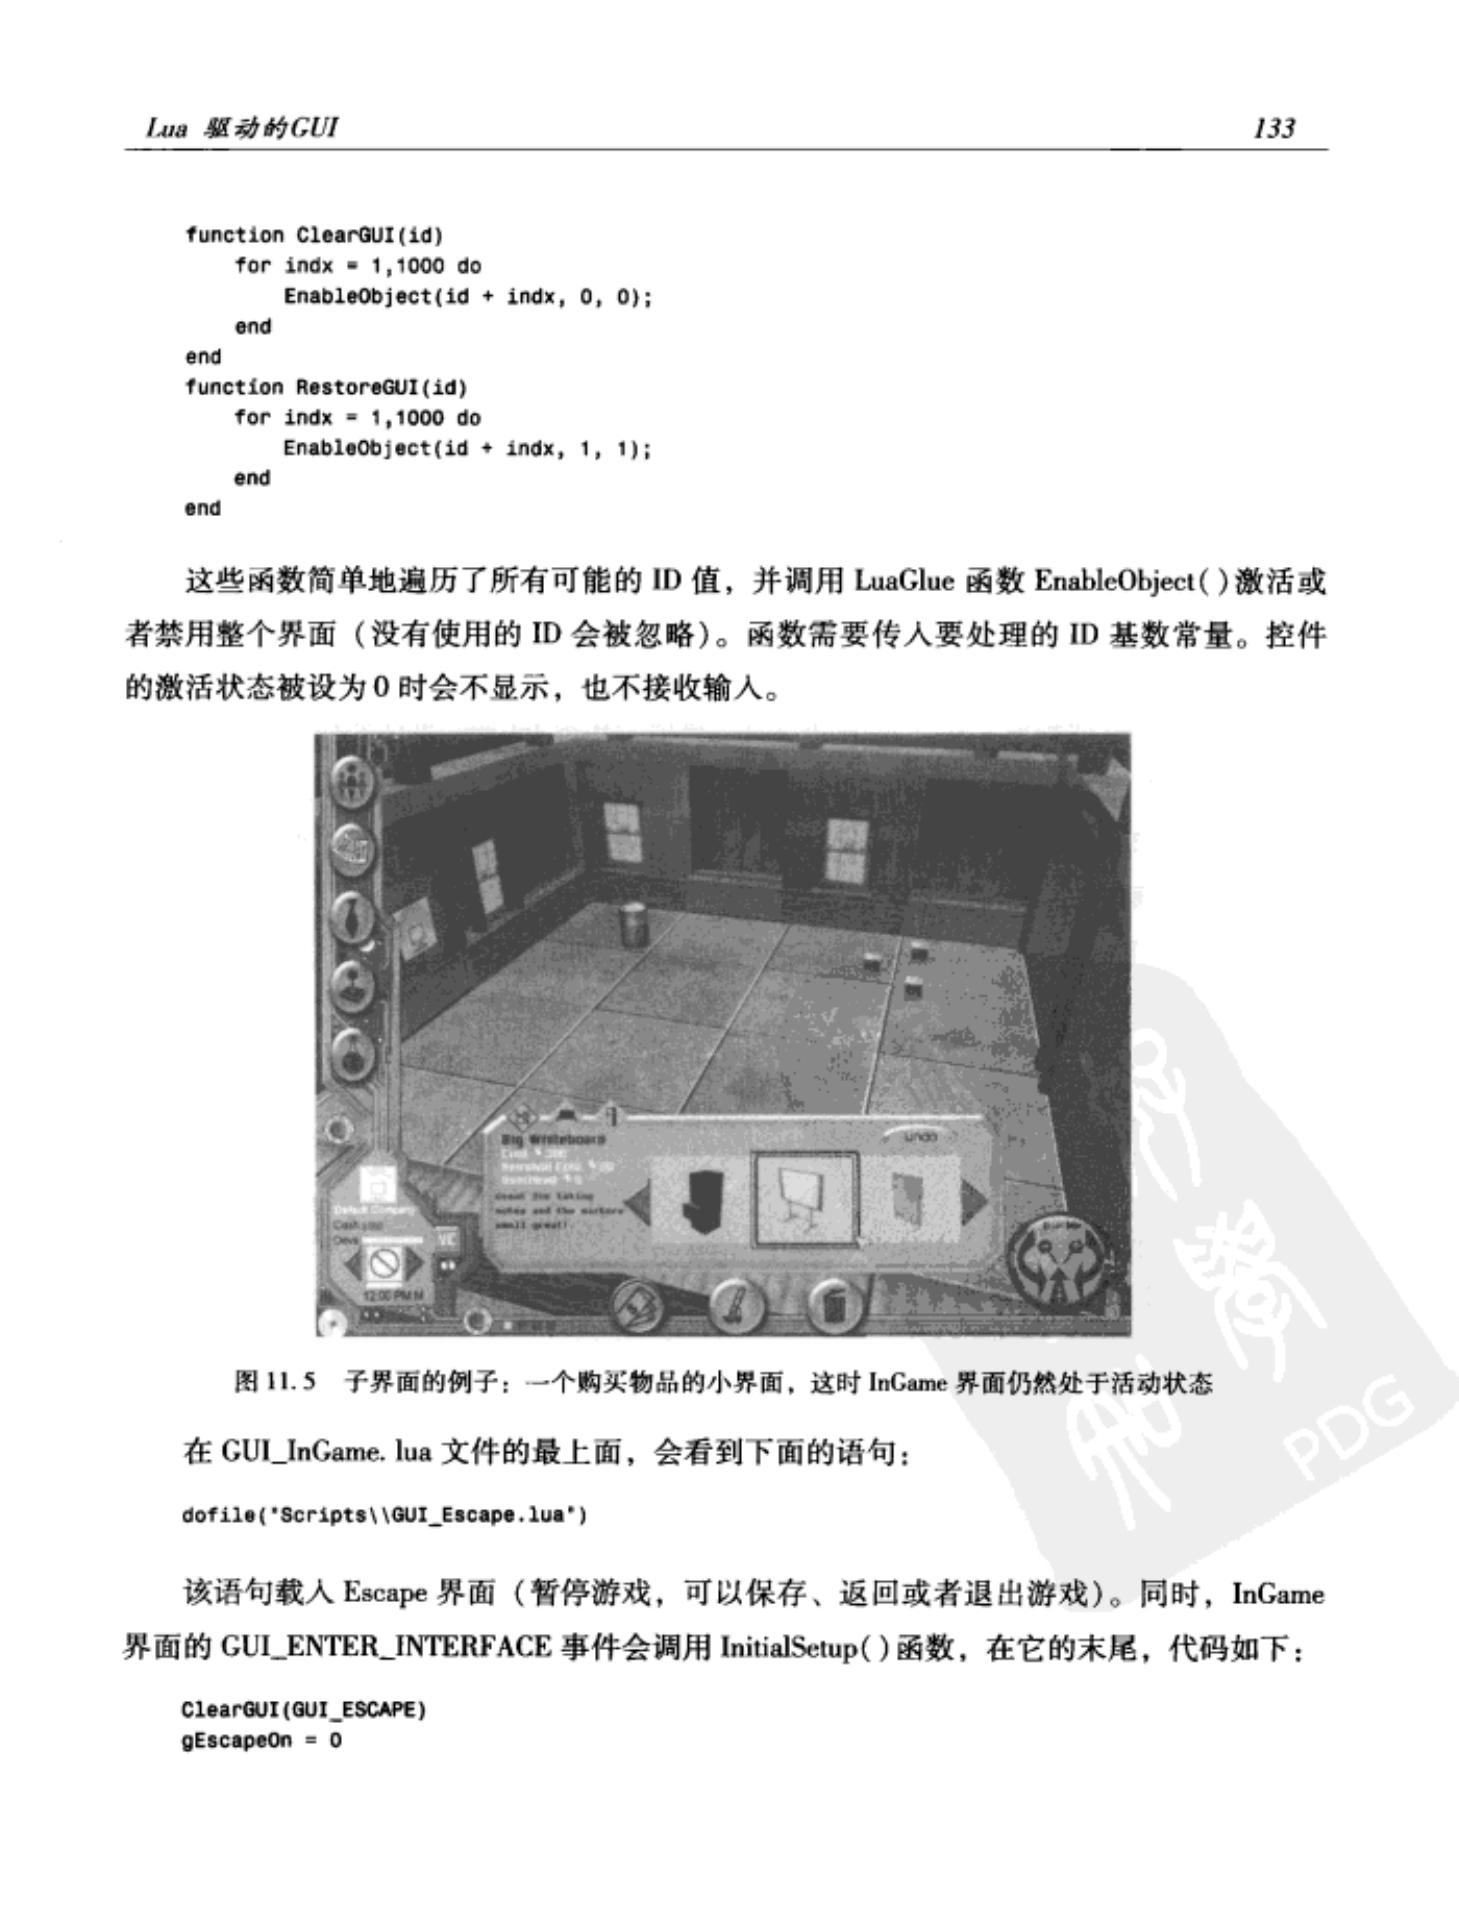 Lua 驱动的GUI 133
function ClearGUI(id)
for indx = 1,1000 do
EnableObject(id + indx, 0, 0);
end
end
function RestoreGUI(id)
for indx = 1,1000 do
EnableObject(id + indx, 1, 1);
end
end
这些函数简单地遍历了所有可能的 ID 值，并调用 LuaGlue 函数 EnableObject( )激活或
者禁用整个界面（没有使用的 ID 会被忽略）。函数需要传人要处理的 ID 基数常量。控件
的激活状态被设为0时会不显示，也不接收输人。
Big Whiteboard
undo
Default Company
VC
12:00 PM M
图 11.5 子界面的例子：一个购买物品的小界面，这时 InGame 界面仍然处于活动状态
在 GUI_InGame. lua 文件的最上面，会看到下面的语句：
PDG
dofile("Scripts\\GUI_Escape.lua")
该语句载人 Escape 界面（暂停游戏，可以保存、返回或者退出游戏）。同时，InGame
界面的 GUI_ENTER_INTERFACE 事件会调用 InitialSetup( )函数，在它的末尾，代码如下：
ClearGUI(GUI_ESCAPE)
gEscapeOn = 0